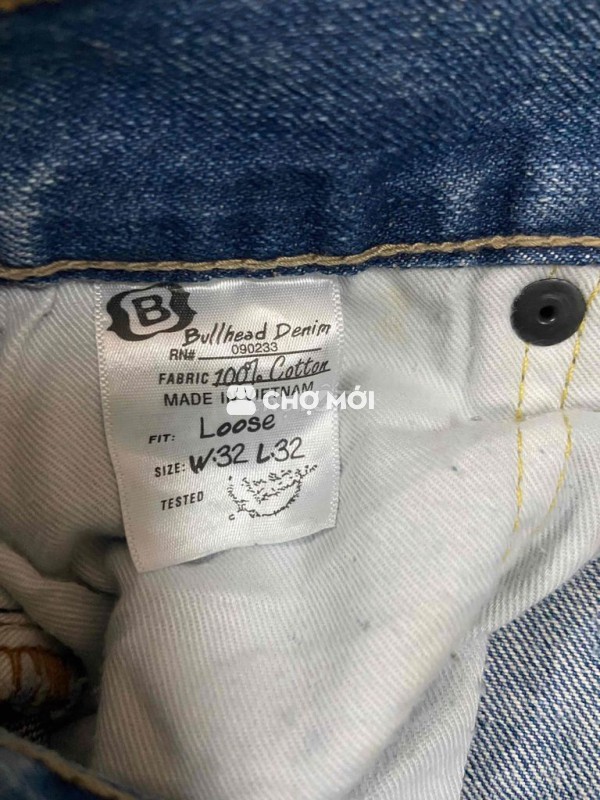 B
Bullhead Denim
RN# 090233
FABRIC 100% Cotton
MADE IN VIETNAM
CHỢ MỚI
FIT: Loose
SIZE: W.32 L.32
TESTED